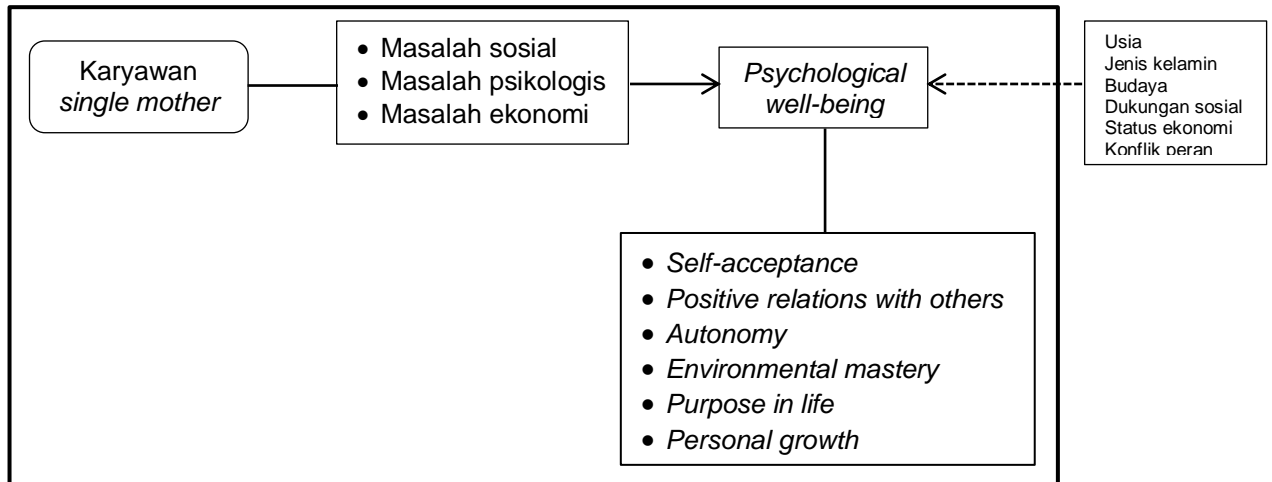 Karyawan
single mother
• Masalah sosial
• Masalah psikologis
• Masalah ekonomi
Psychological
well-being
Usia
Jenis kelamin
Budaya
Dukungan sosial
Status ekonomi
Konflik peran
• Self-acceptance
• Positive relations with others
• Autonomy
• Environmental mastery
• Purpose in life
• Personal growth